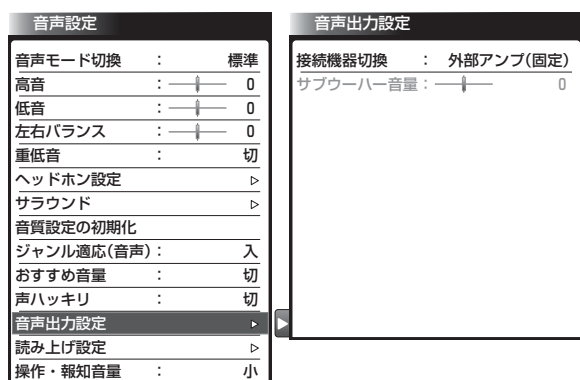 音声設定
音声モード切換 : 標準
高音 : 0
低音 : 0
左右バランス : 0
重低音 : 切
ヘッドホン設定
サラウンド
音質設定の初期化
ジャンル適応(音声) : 入
おすすめ音量 : 切
声ハッキリ : 切
音声出力設定
読み上げ設定
操作・報知音量 : 小
音声出力設定
接続機器切換 : 外部アンプ(固定)
サブウーハー音量 : 0